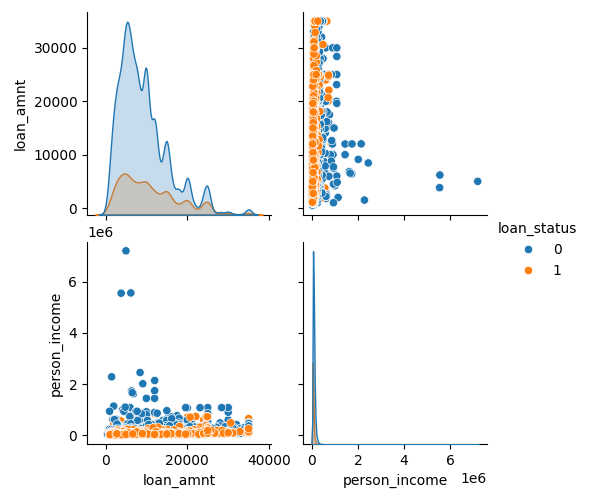 loan_amnt
30000
20000
10000
0
1e6
person_income
6
4
2
0
0
20000
40000
loan_amnt
0
2
4
6
1e6
person_income
loan_status
0
1